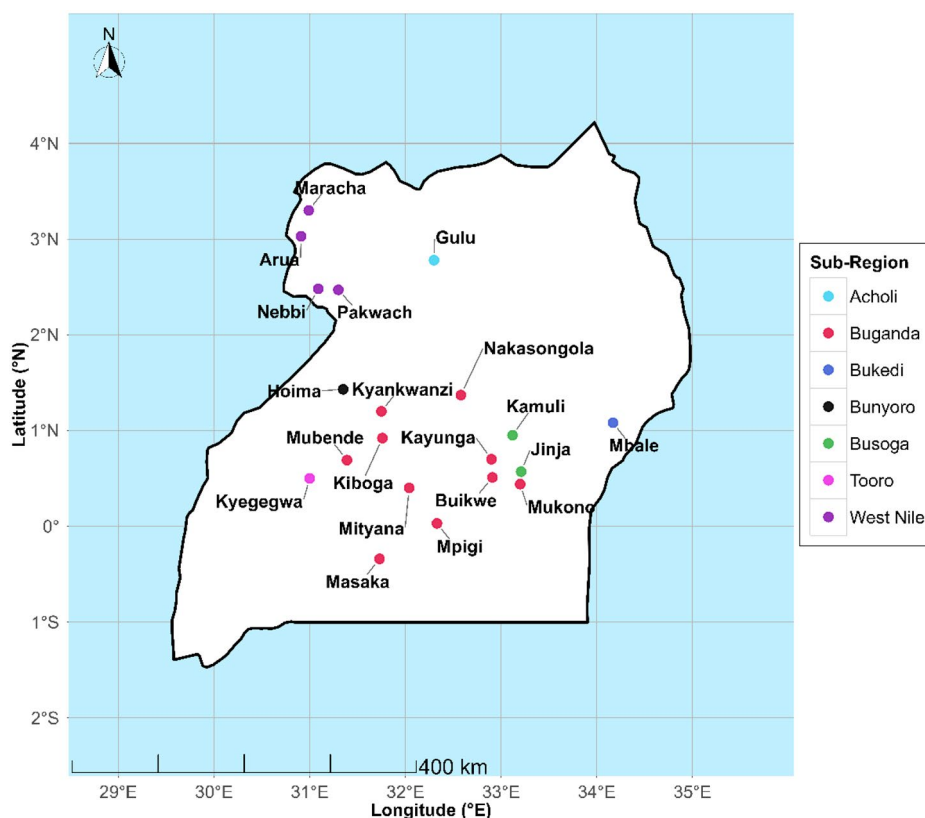 N
4°N
3°N
2°N
1°N
0°
1°S
2°S
Latitude (°N)
Maracha
Arua
Gulu
Nebbi
Pakwach
Nakasongola
Hoima
Kyankwanzi
Kamuli
Mubende
Kayunga
Jinja
Mbale
Kiboga
Kyegegwa
Buikwe
Mukono
Mityana
Mpigi
Masaka
400 km
29°E
30°E
31°E
32°E
33°E
34°E
35°E
Longitude (°E)
Sub-Region
Acholi
Buganda
Bukedi
Bunyoro
Busoga
Tooro
West Nile